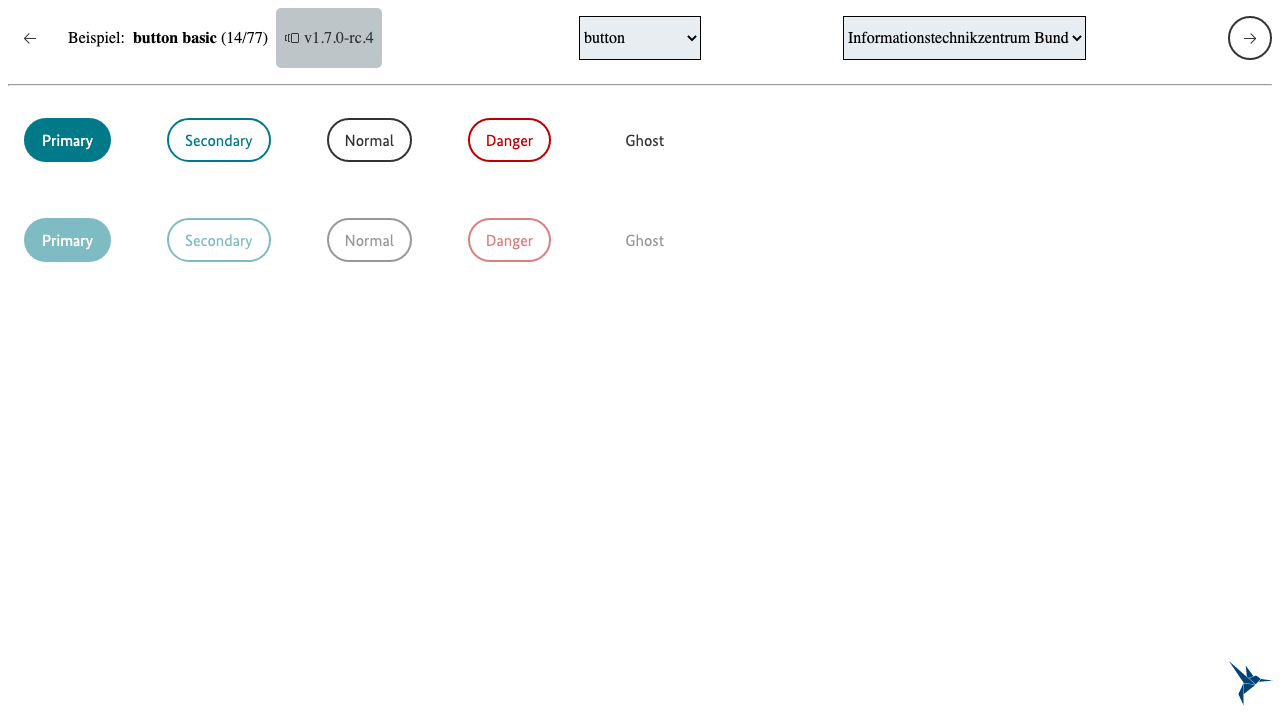 Beispiel: button basic (14/77) v1.7.0-rc.4 button Informationstechnikzentrum Bund
Primary Secondary Normal Danger Ghost
Primary Secondary Normal Danger Ghost